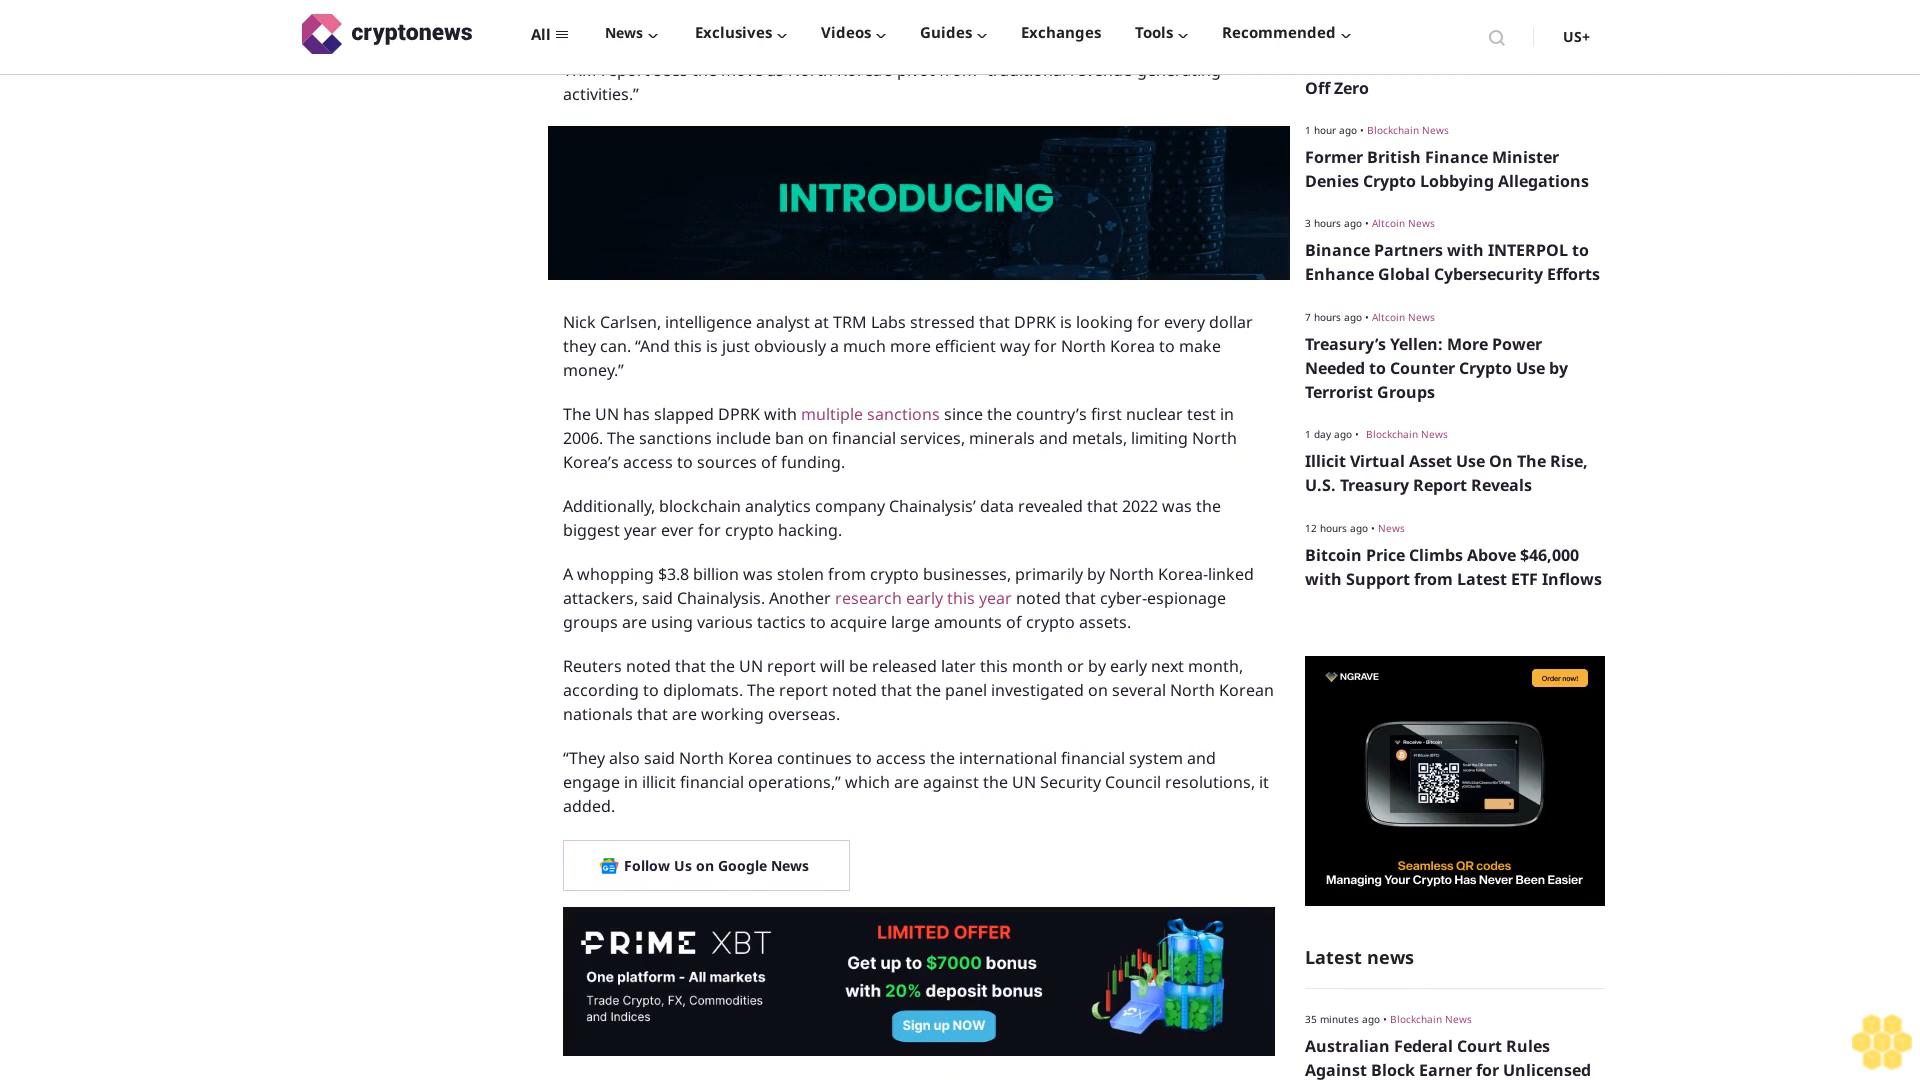 cryptonews
All
News
Exclusives
Videos
Guides
Exchanges
Tools
Recommended
US+
activities.”
INTRODUCING
Nick Carlsen, intelligence analyst at TRM Labs stressed that DPRK is looking for every dollar
they can. “And this is just obviously a much more efficient way for North Korea to make
money.”
The UN has slapped DPRK with multiple sanctions since the country’s first nuclear test in
2006. The sanctions include ban on financial services, minerals and metals, limiting North
Korea’s access to sources of funding.
Additionally, blockchain analytics company Chainalysis’ data revealed that 2022 was the
biggest year ever for crypto hacking.
A whopping $3.8 billion was stolen from crypto businesses, primarily by North Korea-linked
attackers, said Chainalysis. Another research early this year noted that cyber-espionage
groups are using various tactics to acquire large amounts of crypto assets.
Reuters noted that the UN report will be released later this month or by early next month,
according to diplomats. The report noted that the panel investigated on several North Korean
nationals that are working overseas.
“They also said North Korea continues to access the international financial system and
engage in illicit financial operations,” which are against the UN Security Council resolutions, it
added.
Follow Us on Google News
PRIME XBT
One platform - All markets
Trade Crypto, FX, Commodities
and Indices
LIMITED OFFER
Get up to $7000 bonus
with 20% deposit bonus
Sign up NOW
Off Zero
1 hour ago • Blockchain News
Former British Finance Minister
Denies Crypto Lobbying Allegations
3 hours ago • Altcoin News
Binance Partners with INTERPOL to
Enhance Global Cybersecurity Efforts
7 hours ago • Altcoin News
Treasury’s Yellen: More Power
Needed to Counter Crypto Use by
Terrorist Groups
1 day ago • Blockchain News
Illicit Virtual Asset Use On The Rise,
U.S. Treasury Report Reveals
12 hours ago • News
Bitcoin Price Climbs Above $46,000
with Support from Latest ETF Inflows
NGRAVE
Order now!
Receive - Bitcoin
Seamless QR codes
Managing Your Crypto Has Never Been Easier
Latest news
35 minutes ago • Blockchain News
Australian Federal Court Rules
Against Block Earner for Unlicensed